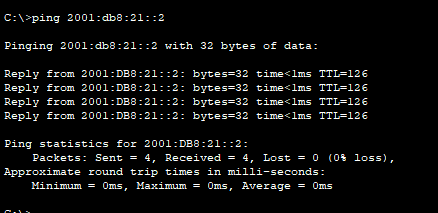 C:\>ping 2001:db8:21::2
Pinging 2001:db8:21::2 with 32 bytes of data:
Reply from 2001:DB8:21::2: bytes=32 time<1ms TTL=126
Reply from 2001:DB8:21::2: bytes=32 time<1ms TTL=126
Reply from 2001:DB8:21::2: bytes=32 time<1ms TTL=126
Reply from 2001:DB8:21::2: bytes=32 time<1ms TTL=126
Ping statistics for 2001:DB8:21::2:
Packets: Sent = 4, Received = 4, Lost = 0 (0% loss),
Approximate round trip times in milli-seconds:
Minimum = 0ms, Maximum = 0ms, Average = 0ms
C:\>